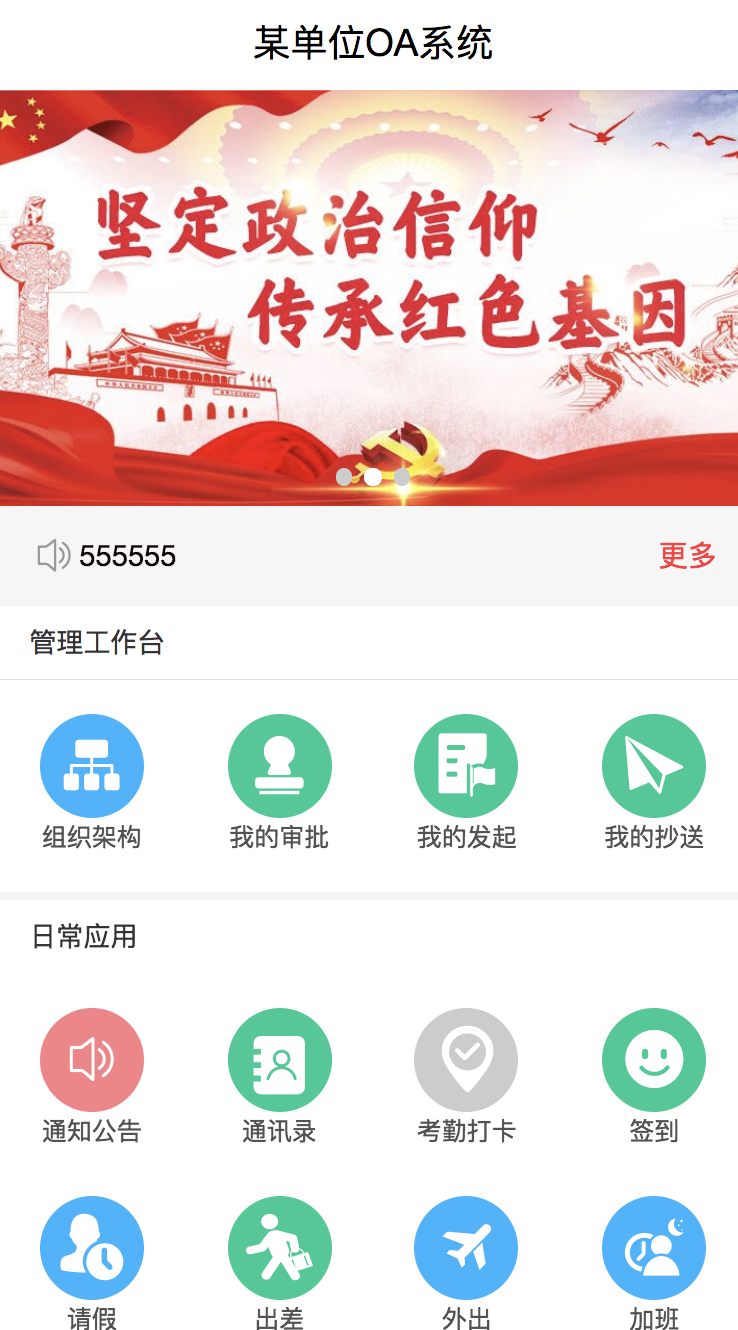 某单位OA系统
坚定政治信仰
传承红色基因
555555
更多
管理工作台
组织架构
我的审批
我的发起
我的抄送
日常应用
通知公告
通讯录
考勤打卡
签到
请假
出差
外出
加班